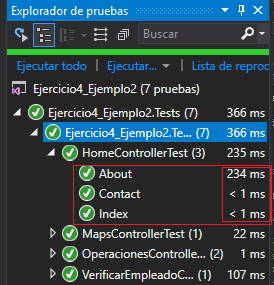 Explorador de pruebas
Buscar
Ejecutar todo | Ejecutar... | Lista de reprod
Ejercicio4_Ejemplo2 (7 pruebas)
Ejercicio4_Ejemplo2.Tests (7) 366 ms
Ejercicio4_Ejemplo2.Te... (7) 366 ms
HomeControllerTest (3) 235 ms
About 234 ms
Contact < 1 ms
Index < 1 ms
MapsControllerTest (1) 22 ms
OperacionesControlle... (2) 1 ms
VerificarEmpleadoC... (1) 107 ms